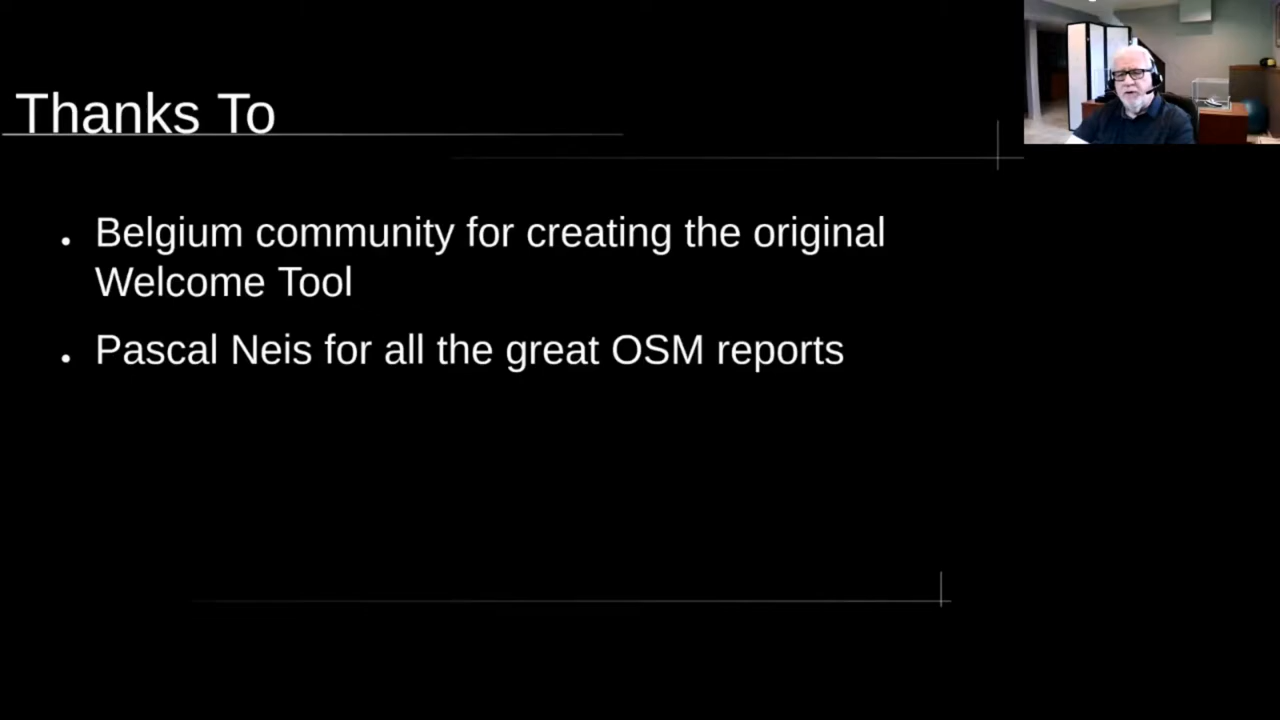 Thanks To
• Belgium community for creating the original
Welcome Tool
• Pascal Neis for all the great OSM reports